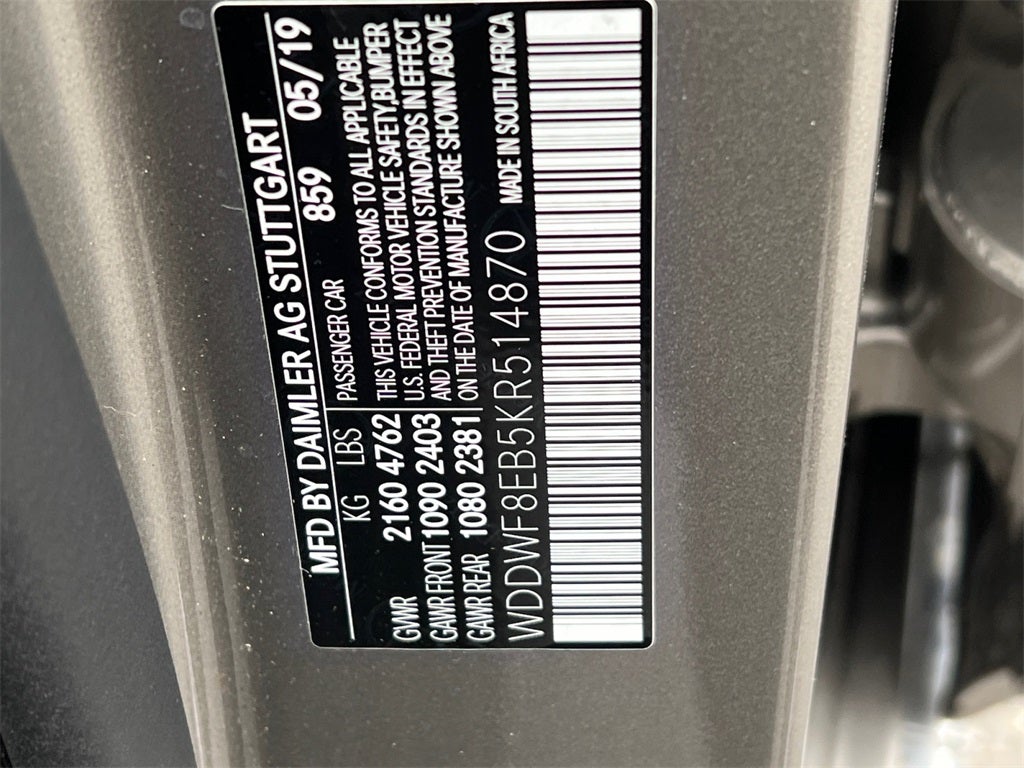 MFD BY DAIMLER AG STUTTGART
859 05/19
KG LBS
GVWR 2160 4762
GAWR FRONT 1090 2403
GAWR REAR 1080 2381
PASSENGER CAR
THIS VEHICLE CONFORMS TO ALL APPLICABLE
U.S. FEDERAL MOTOR VEHICLE SAFETY,BUMPER
AND THEFT PREVENTION STANDARDS IN EFFECT
ON THE DATE OF MANUFACTURE SHOWN ABOVE
WDDWF8EB5KR514870 MADE IN SOUTH AFRICA